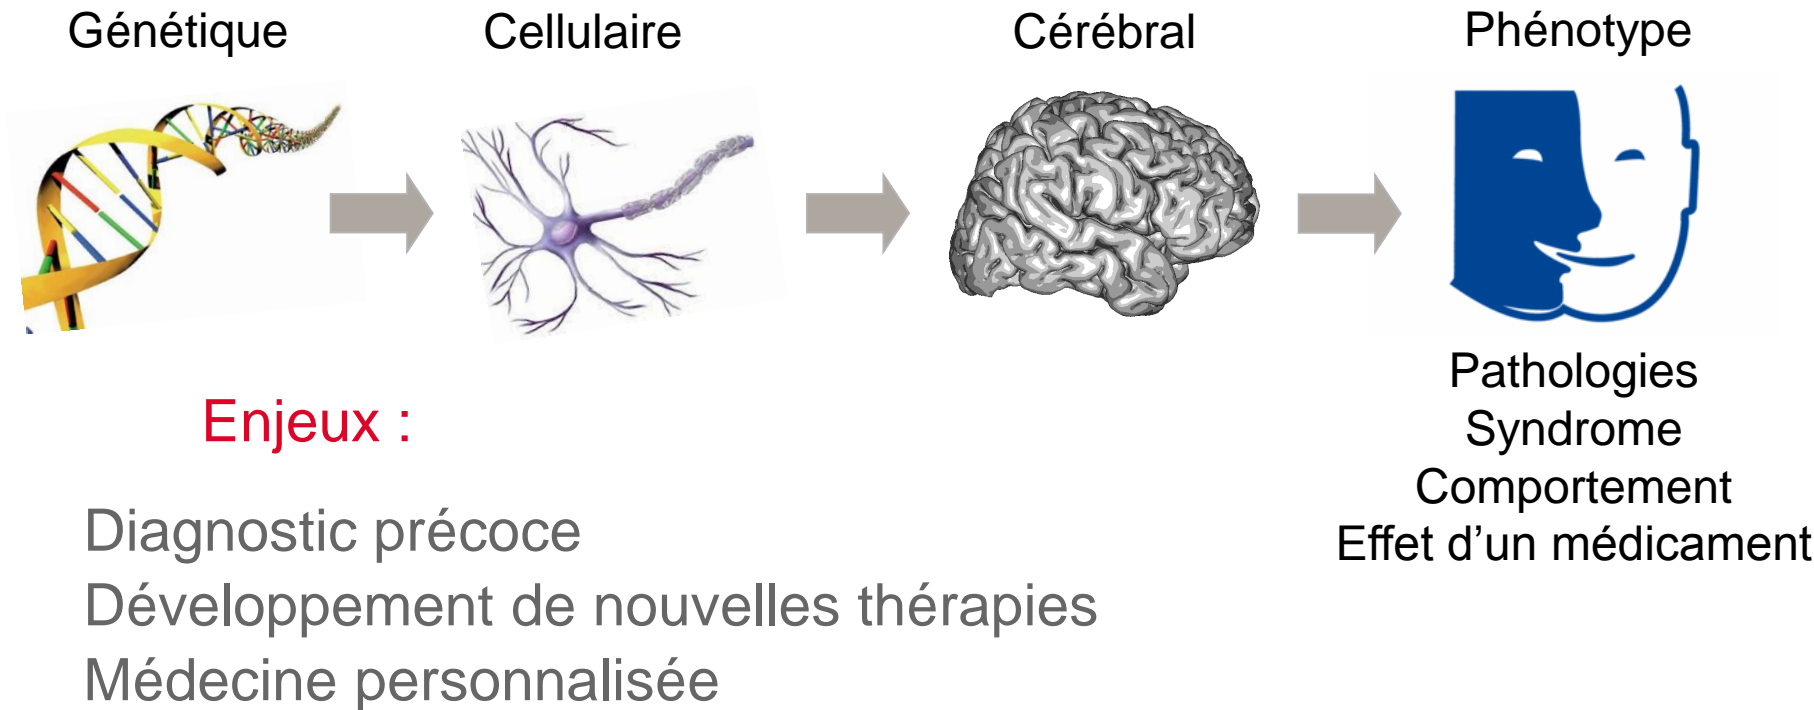 Génétique
Cellulaire
Cérébral
Phénotype
Pathologies
Syndrome
Comportement
Effet d’un médicament
Enjeux :
Diagnostic précoce
Développement de nouvelles thérapies
Médecine personnalisée